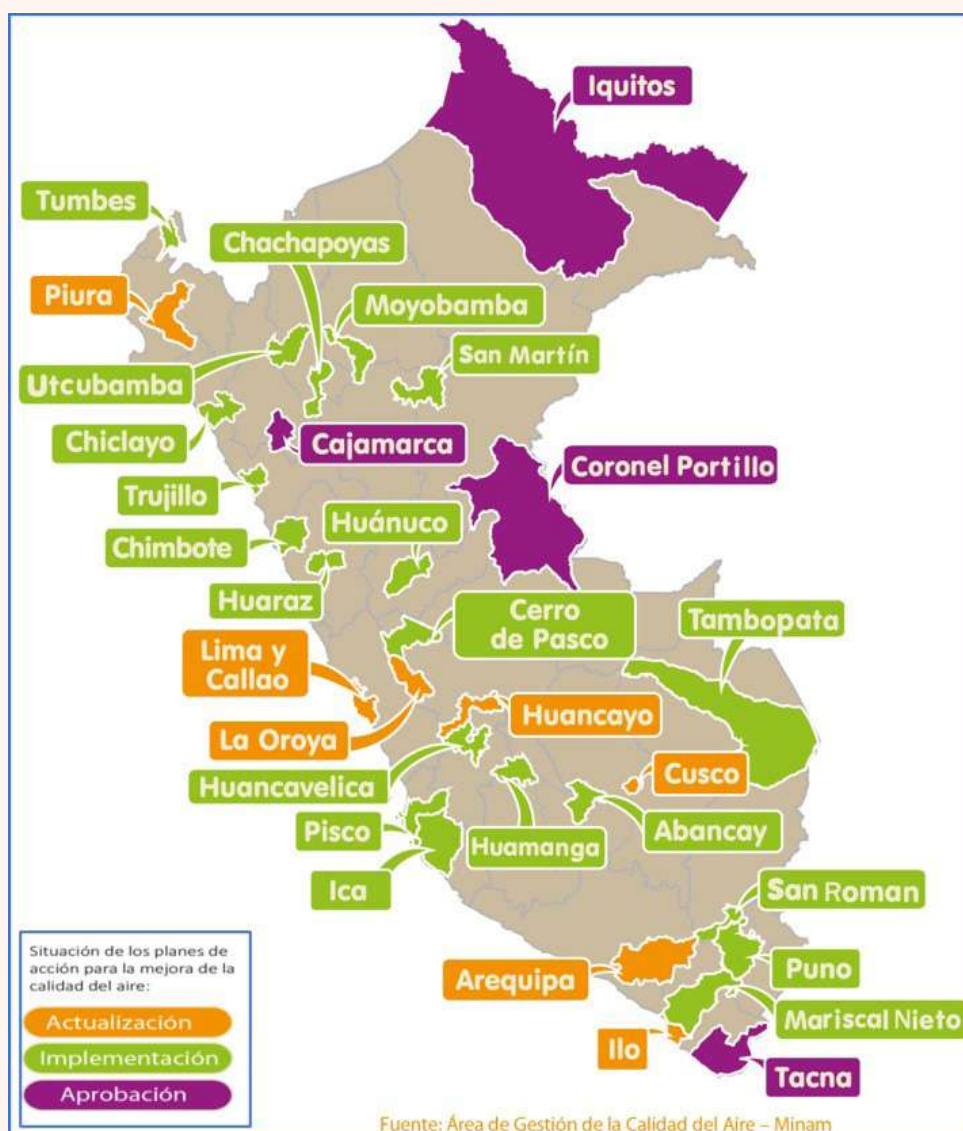 Iquitos
Tumbes
Chachapoyas
Piura
Moyobamba
San Martín
Utcubamba
Chiclayo
Cajamarca
Coronel Portillo
Trujillo
Huánuco
Chimbote
Huaraz
Cerro
de Pasco
Tambopata
Lima y
Callao
Huancayo
La Oroya
Cusco
Huancavelica
Pisco
Huamanga
Abancay
Ica
San Roman
Arequipa
Puno
Mariscal Nieto
Ilo
Tacna
Situación de los planes de
acción para la mejora de la
calidad del aire:
Actualización
Implementación
Aprobación
Fuente: Área de Gestión de la Calidad del Aire – Minam